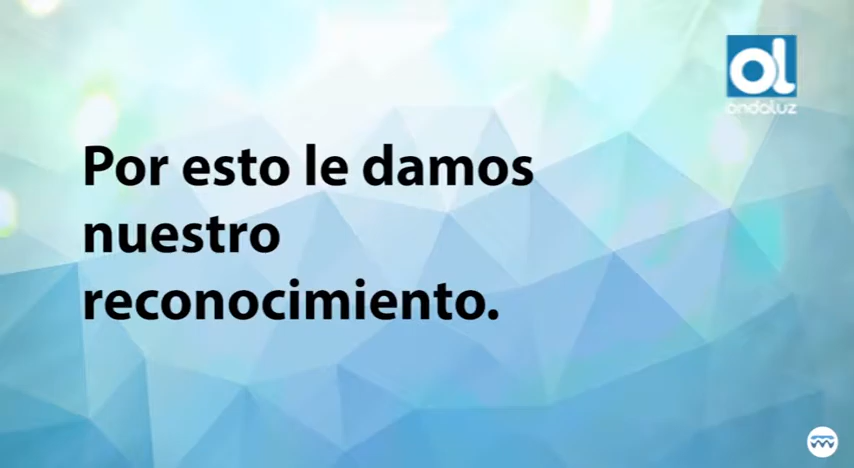 ol
andaluz
Por esto le damos
nuestro
reconocimiento.